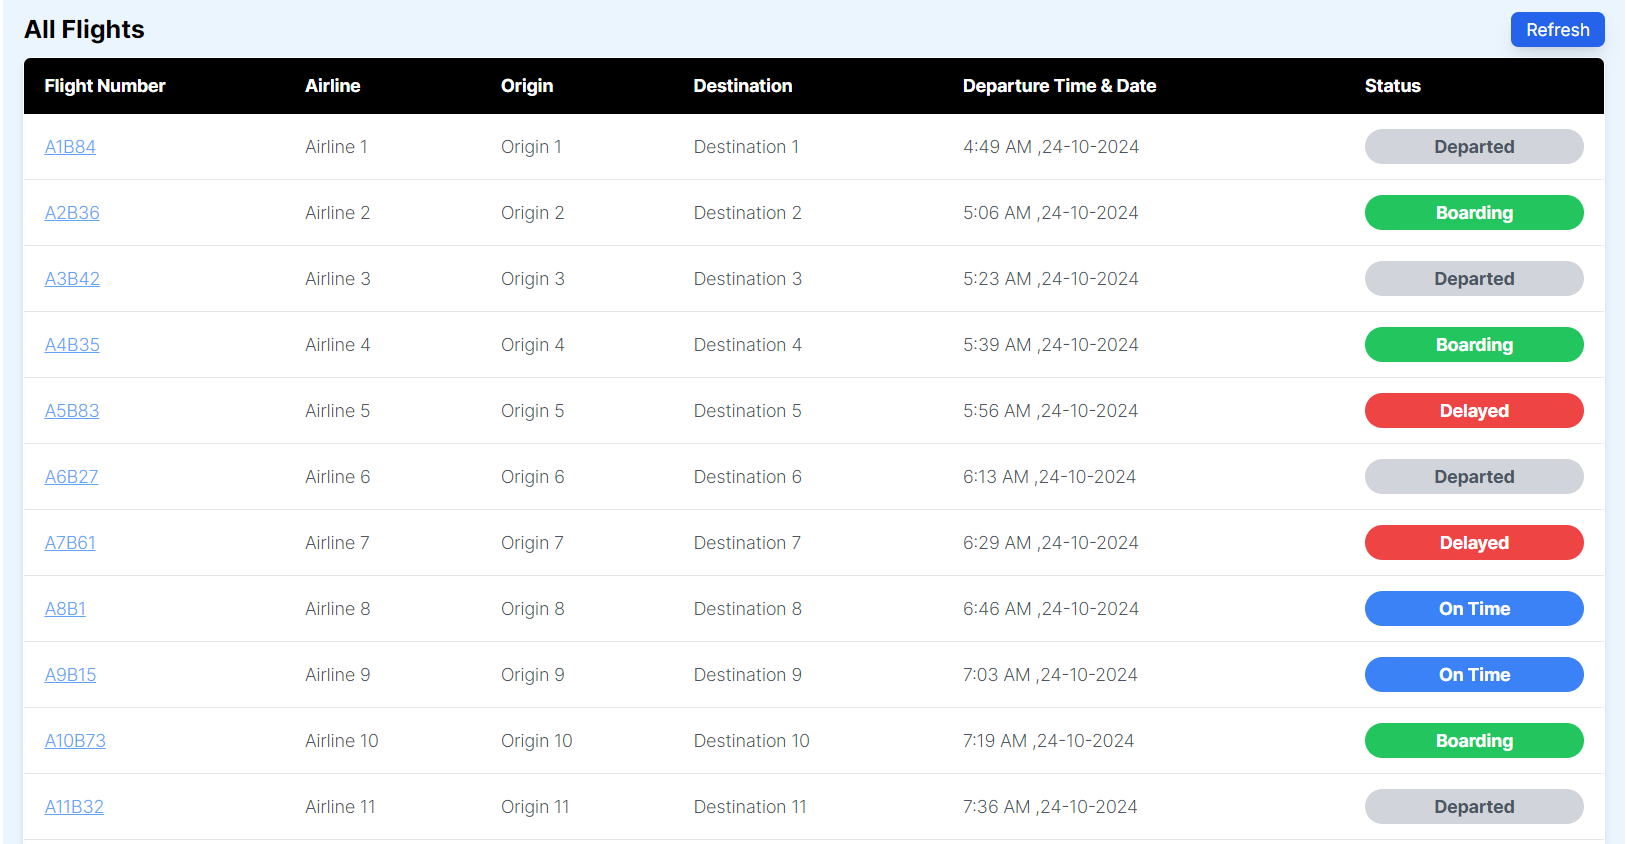 All Flights Refresh
Flight Number Airline Origin Destination Departure Time & Date Status
A1B84 Airline 1 Origin 1 Destination 1 4:49 AM ,24-10-2024 Departed
A2B36 Airline 2 Origin 2 Destination 2 5:06 AM ,24-10-2024 Boarding
A3B42 Airline 3 Origin 3 Destination 3 5:23 AM ,24-10-2024 Departed
A4B35 Airline 4 Origin 4 Destination 4 5:39 AM ,24-10-2024 Boarding
A5B83 Airline 5 Origin 5 Destination 5 5:56 AM ,24-10-2024 Delayed
A6B27 Airline 6 Origin 6 Destination 6 6:13 AM ,24-10-2024 Departed
A7B61 Airline 7 Origin 7 Destination 7 6:29 AM ,24-10-2024 Delayed
A8B1 Airline 8 Origin 8 Destination 8 6:46 AM ,24-10-2024 On Time
A9B15 Airline 9 Origin 9 Destination 9 7:03 AM ,24-10-2024 On Time
A10B73 Airline 10 Origin 10 Destination 10 7:19 AM ,24-10-2024 Boarding
A11B32 Airline 11 Origin 11 Destination 11 7:36 AM ,24-10-2024 Departed